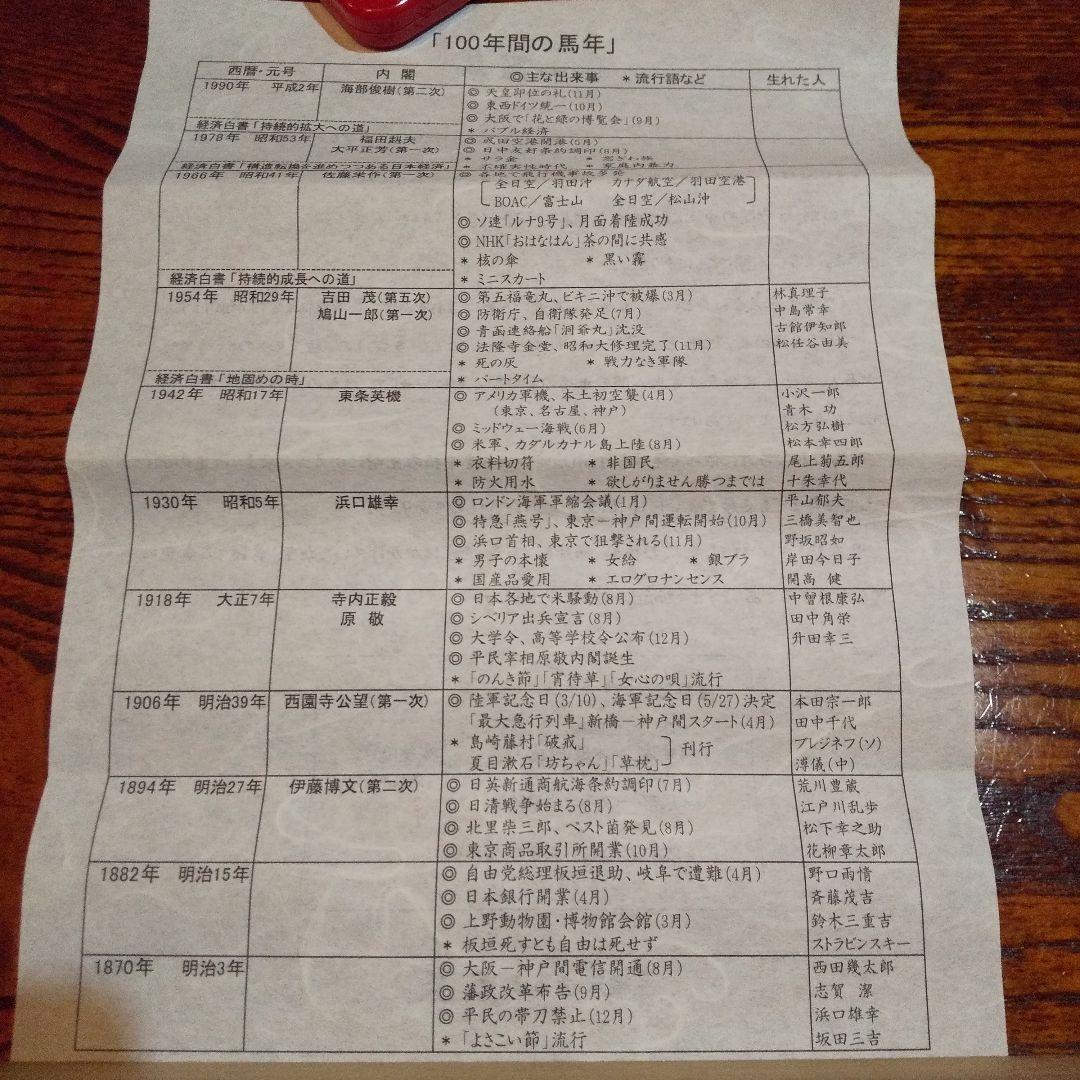 「100年間の馬年」
西暦・元号 内閣 ◎主な出来事 *流行語など 生れた人
1990年 平成2年 海部俊樹(第二次) ◎ 天皇即位の礼(11月)
◎ 東西ドイツ統一(10月)
◎ 大阪で「花と緑の博覧会」(9月)
経済白書「持続的拡大への道」 * バブル経済
1978年 昭和53年 福田赳夫 ◎ 成田空港開港(5月)
大平正芳(第一次) ◎ 日中友好条約調印(8月)
* サラ金 * 窓ぎわ族
経済白書「構造転換を進めつつある日本経済」 * 不確実性時代 * 家庭内暴力
1966年 昭和41年 佐藤栄作(第一次) ◎ 各地で飛行機事故多発
全日空/羽田沖 カナダ航空/羽田空港
BOAC/富士山 全日空/松山沖
◎ ソ連「ルナ9号」、月面着陸成功
◎ NHK「おはなはん」茶の間に共感
* 核の傘 * 黒い霧
経済白書「持続的成長への道」 * ミニスカート
1954年 昭和29年 吉田 茂(第五次) ◎ 第五福竜丸、ビキニ沖で被爆(3月) 林真理子
鳩山一郎(第一次) ◎ 防衛庁、自衛隊発足(7月) 中島常幸
◎ 青函連絡船「洞爺丸」沈没 古館伊知郎
◎ 法隆寺金堂、昭和大修理完了(11月) 松任谷由美
* 死の灰 * 戦力なき軍隊
経済白書「地固めの時」 * パートタイム
1942年 昭和17年 東条英機 ◎ アメリカ軍機、本土初空襲(4月) 小沢一郎
(東京、名古屋、神戸) 青木 功
◎ ミッドウェー海戦(6月) 松方弘樹
◎ 米軍、カダルカナル島上陸(8月) 松本幸四郎
* 衣料切符 * 非国民 尾上菊五郎
* 防火用水 * 欲しがりません勝つまでは 十朱幸代
1930年 昭和5年 浜口雄幸 ◎ ロンドン海軍軍縮会議(1月) 平山郁夫
◎ 特急「燕号」、東京－神戸間運転開始(10月) 三橋美智也
◎ 浜口首相、東京で狙撃される(11月) 野坂昭如
* 男子の本懐 * 女給 * 銀ブラ 岸田今日子
* 国産品愛用 * エログロナンセンス 開高 健
1918年 大正7年 寺内正毅 ◎ 日本各地で米騒動(8月) 中曽根康弘
原 敬 ◎ シベリア出兵宣言(8月) 田中角栄
◎ 大学令、高等学校令公布(12月) 升田幸三
◎ 平民宰相原敬内閣誕生
* 「のんき節」「宵待草」「女心の唄」流行
1906年 明治39年 西園寺公望(第一次) ◎ 陸軍記念日(3/10)、海軍記念日(5/27)決定 本田宗一郎
「最大急行列車」新橋－神戸間スタート(4月) 田中千代
* 島崎藤村「破戒」 刊行 ブレジネフ(ソ)
夏目漱石「坊ちゃん」「草枕」 溥儀(中)
1894年 明治27年 伊藤博文(第二次) ◎ 日英新通商航海条約調印(7月) 荒川豊蔵
◎ 日清戦争始まる(8月) 江戸川乱歩
◎ 北里柴三郎、ペスト菌発見(8月) 松下幸之助
◎ 東京商品取引所開業(10月) 花柳章太郎
1882年 明治15年 ◎ 自由党総理板垣退助、岐阜で遭難(4月) 野口雨情
◎ 日本銀行開業(4月) 斉藤茂吉
◎ 上野動物園・博物館会館(3月) 鈴木三重吉
* 板垣死すとも自由は死せず ストラビンスキー
1870年 明治3年 ◎ 大阪－神戸間電信開通(8月) 西田幾太郎
◎ 藩政改革布告(9月) 志賀 潔
◎ 平民の帯刀禁止(12月) 浜口雄幸
* 「よさこい節」流行 坂田三吉